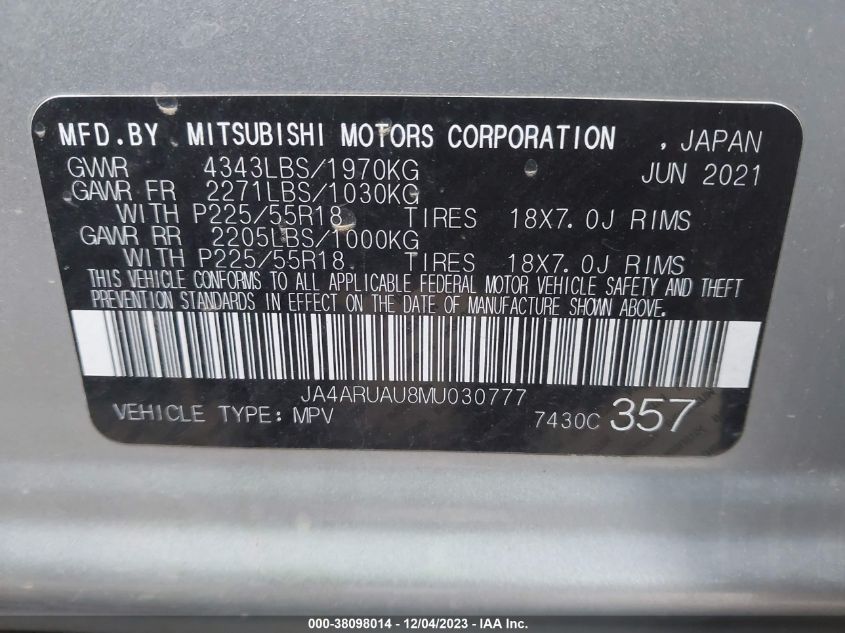 MFD.BY MITSUBISHI MOTORS CORPORATION , JAPAN
GVWR 4343LBS/1970KG JUN 2021
GAWR FR 2271LBS/1030KG
WITH P225/55R18 TIRES 18X7.0J RIMS
GAWR RR 2205LBS/1000KG
WITH P225/55R18 TIRES 18X7.0J RIMS
THIS VEHICLE CONFORMS TO ALL APPLICABLE FEDERAL MOTOR VEHICLE SAFETY AND THEFT
PREVENTION STANDARDS IN EFFECT ON THE DATE OF MANUFACTURE SHOWN ABOVE.
JA4ARUAU8MU030777
VEHICLE TYPE: MPV 7430C 357
000-38098014 - 12/04/2023 - IAA Inc.